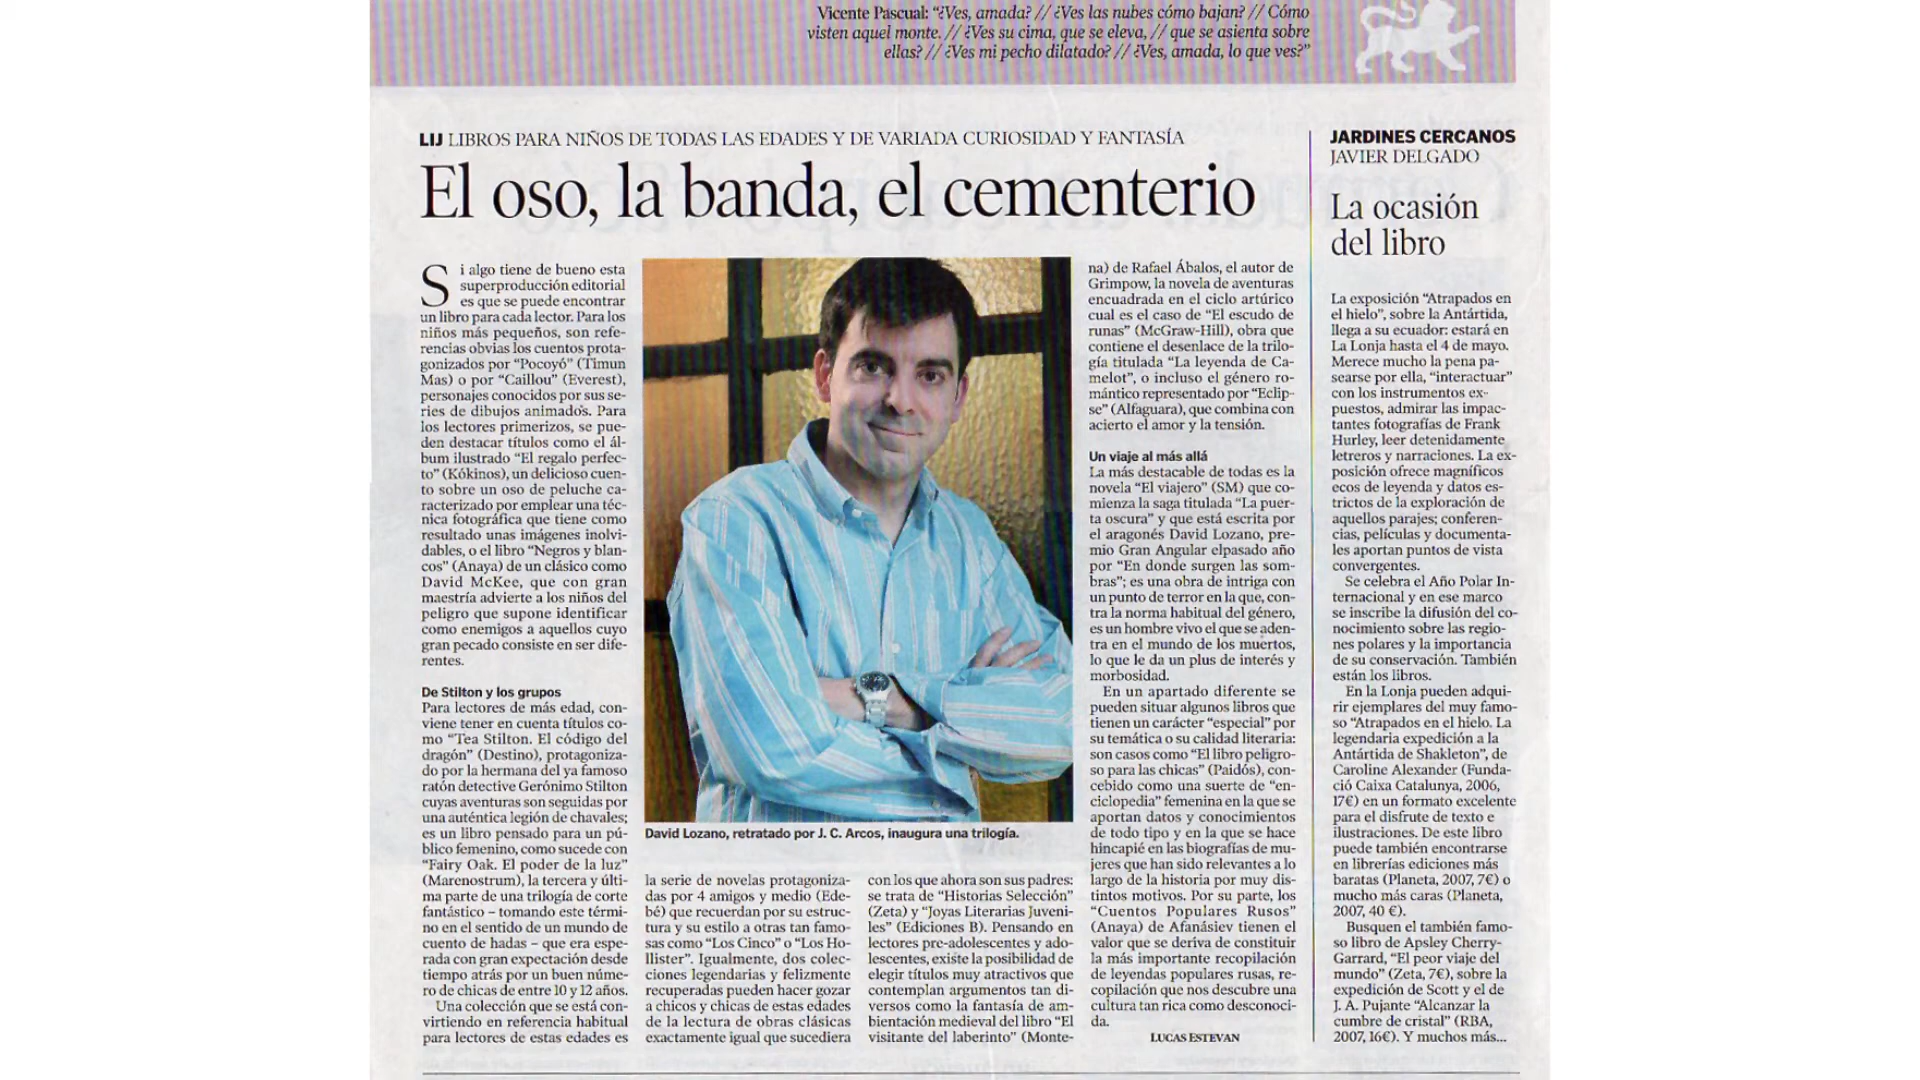 Vicente Pascual: “¿Ves, amada? // ¿Ves las nubes cómo bajan? // Cómo
visten aquel monte. // ¿Ves su cima, que se eleva, // que se asienta sobre
ellas? // ¿Ves mi pecho dilatado? // ¿Ves, amada, lo que ves?”
LIJ LIBROS PARA NIÑOS DE TODAS LAS EDADES Y DE VARIADA CURIOSIDAD Y FANTASÍA
El oso, la banda, el cementerio
Si algo tiene de bueno esta
superproducción editorial
es que se puede encontrar
un libro para cada lector. Para los
niños más pequeños, son refe-
rencias obvias los cuentos prota-
gonizados por “Pocoyó” (Timun
Mas) o por “Caillou” (Everest),
personajes conocidos por sus se-
ries de dibujos animados. Para
los lectores primerizos, se pue-
den destacar títulos como el ál-
bum ilustrado “El regalo perfec-
to” (Kókinos), un delicioso cuen-
to sobre un oso de peluche ca-
racterizado por emplear una téc-
nica fotográfica que tiene como
resultado unas imágenes inolvi-
dables, o el libro “Negros y blan-
cos” (Anaya) de un clásico como
David McKee, que con gran
maestría advierte a los niños del
peligro que supone identificar
como enemigos a aquellos cuyo
gran pecado consiste en ser dife-
rentes.
De Stilton y los grupos
Para lectores de más edad, con-
viene tener en cuenta títulos co-
mo “Tea Stilton. El código del
dragón” (Destino), protagoniza-
do por la hermana del ya famoso
ratón detective Gerónimo Stilton
cuyas aventuras son seguidas por
una auténtica legión de chavales;
es un libro pensado para un pú-
blico femenino, como sucede con
“Fairy Oak. El poder de la luz”
(Marenostrum), la tercera y últi-
ma parte de una trilogía de corte
fantástico – tomando este térmi-
no en el sentido de un mundo de
cuento de hadas – que era espe-
rada con gran expectación desde
tiempo atrás por un buen núme-
ro de chicas de entre 10 y 12 años.
Una colección que se está con-
virtiendo en referencia habitual
para lectores de estas edades es
David Lozano, retratado por J. C. Arcos, inaugura una trilogía.
la serie de novelas protagoniza-
das por 4 amigos y medio (Ede-
bé) que recuerdan por su estruc-
tura y su estilo a otras tan famo-
sas como “Los Cinco” o “Los Ho-
llister”. Igualmente, dos colec-
ciones legendarias y felizmente
recuperadas pueden hacer gozar
a chicos y chicas de estas edades
de la lectura de obras clásicas
exactamente igual que sucediera
con los que ahora son sus padres:
se trata de “Historias Selección”
(Zeta) y “Joyas Literarias Juveni-
les” (Ediciones B). Pensando en
lectores pre-adolescentes y ado-
lescentes, existe la posibilidad de
elegir títulos muy atractivos que
contemplan argumentos tan di-
versos como la fantasía de am-
bientación medieval del libro “El
visitante del laberinto” (Monte-
na) de Rafael Ábalos, el autor de
Grimpow, la novela de aventuras
encuadrada en el ciclo artúrico
cual es el caso de “El escudo de
runas” (McGraw-Hill), obra que
contiene el desenlace de la trilo-
gía titulada “La leyenda de Ca-
melot”, o incluso el género ro-
mántico representado por “Eclip-
se” (Alfaguara), que combina con
acierto el amor y la tensión.
Un viaje al más allá
La más destacable de todas es la
novela “El viajero” (SM) que co-
mienza la saga titulada “La puer-
ta oscura” y que está escrita por
el aragonés David Lozano, pre-
mio Gran Angular elpasado año
por “En donde surgen las som-
bras”; es una obra de intriga con
un punto de terror en la que, con-
tra la norma habitual del género,
es un hombre vivo el que se aden-
tra en el mundo de los muertos,
lo que le da un plus de interés y
morbosidad.
En un apartado diferente se
pueden situar algunos libros que
tienen un carácter “especial” por
su temática o su calidad literaria:
son casos como “El libro peligro-
so para las chicas” (Paidós), con-
cebido como una suerte de “en-
ciclopedia” femenina en la que se
aportan datos y conocimientos
de todo tipo y en la que se hace
hincapié en las biografías de mu-
jeres que han sido relevantes a lo
largo de la historia por muy dis-
tintos motivos. Por su parte, los
“Cuentos Populares Rusos”
(Anaya) de Afanásiev tienen el
valor que se deriva de constituir
la más importante recopilación
de leyendas populares rusas, re-
copilación que nos descubre una
cultura tan rica como desconoci-
da.
LUCAS ESTEVAN
JARDINES CERCANOS
JAVIER DELGADO
La ocasión
del libro
La exposición “Atrapados en
el hielo”, sobre la Antártida,
llega a su ecuador: estará en
La Lonja hasta el 4 de mayo.
Merece mucho la pena pa-
searse por ella, “interactuar”
con los instrumentos ex-
puestos, admirar las impac-
tantes fotografías de Frank
Hurley, leer detenidamente
letreros y narraciones. La ex-
posición ofrece magníficos
ecos de leyenda y datos es-
trictos de la exploración de
aquellos parajes; conferen-
cias, películas y documenta-
les aportan puntos de vista
convergentes.
Se celebra el Año Polar In-
ternacional y en ese marco
se inscribe la difusión del co-
nocimiento sobre las regio-
nes polares y la importancia
de su conservación. También
están los libros.
En la Lonja pueden adqui-
rir ejemplares del muy famo-
so “Atrapados en el hielo. La
legendaria expedición a la
Antártida de Shakleton”, de
Caroline Alexander (Funda-
ció Caixa Catalunya, 2006,
17€) en un formato excelente
para el disfrute de texto e
ilustraciones. De este libro
puede también encontrarse
en librerías ediciones más
baratas (Planeta, 2007, 7€) o
mucho más caras (Planeta,
2007, 40 €).
Busquen el también famo-
so libro de Apsley Cherry-
Garrard, “El peor viaje del
mundo” (Zeta, 7€), sobre la
expedición de Scott y el de
J. A. Pujante “Alcanzar la
cumbre de cristal” (RBA,
2007, 16€). Y muchos más...